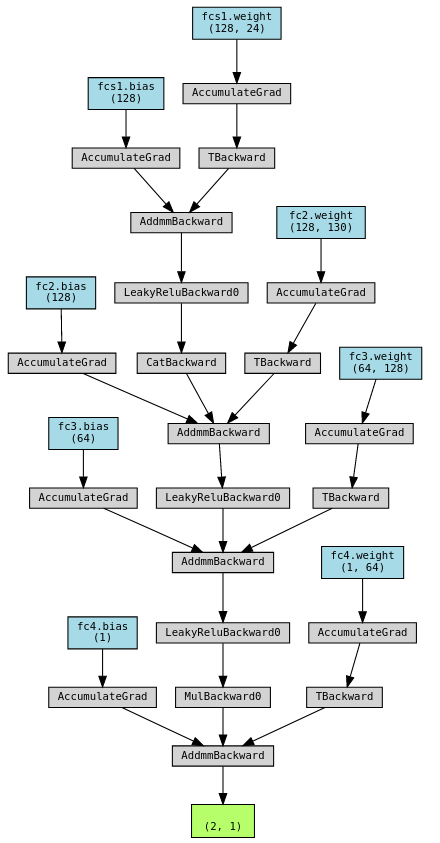 fcs1.weight
(128, 24)
fcs1.bias
(128)
AccumulateGrad
AccumulateGrad
TBackward
AddmmBackward
fc2.weight
(128, 130)
fc2.bias
(128)
LeakyReluBackward0
AccumulateGrad
AccumulateGrad
CatBackward
TBackward
fc3.weight
(64, 128)
fc3.bias
(64)
AddmmBackward
AccumulateGrad
AccumulateGrad
LeakyReluBackward0
TBackward
AddmmBackward
fc4.weight
(1, 64)
fc4.bias
(1)
LeakyReluBackward0
AccumulateGrad
AccumulateGrad
MulBackward0
TBackward
AddmmBackward
(2, 1)